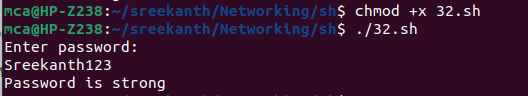 mca@HP-Z238:~/sreekanth/Networking/sh$ chmod +x 32.sh
mca@HP-Z238:~/sreekanth/Networking/sh$ ./32.sh
Enter password:
Sreekanth123
Password is strong